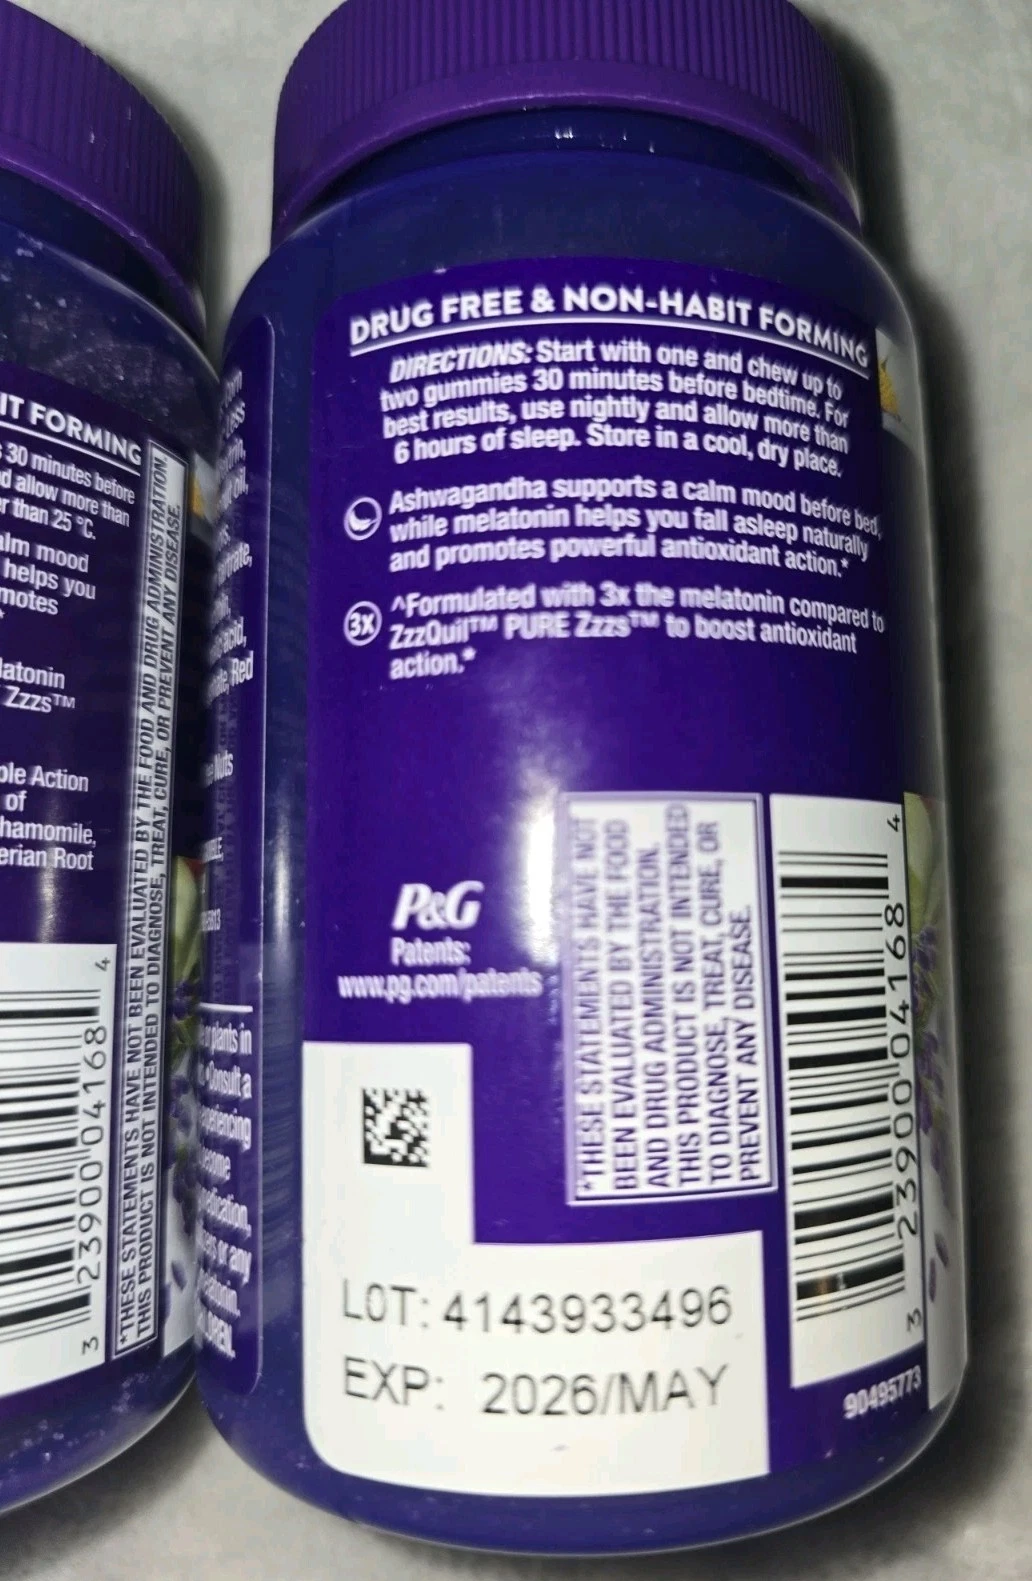 IT FORMING
30 minutes before
allow more than
than 25 °C.
mood
helps you
Zzzs™
Action
of
Root
*THESE STATEMENTS HAVE NOT BEEN EVALUATED BY THE FOOD AND DRUG ADMINISTRATION.
THIS PRODUCT IS NOT INTENDED TO DIAGNOSE, TREAT, CURE, OR PREVENT ANY DISEASE.
3 23900 04168 4
acid,
Red
Nuts
plants in
•Consult a
or any
DRUG FREE & NON-HABIT FORMING
DIRECTIONS: Start with one and chew up to
two gummies 30 minutes before bedtime. For
best results, use nightly and allow more than
6 hours of sleep. Store in a cool, dry place.
Ashwagandha supports a calm mood before bed,
while melatonin helps you fall asleep naturally
and promotes powerful antioxidant action.*
3X
^Formulated with 3x the melatonin compared to
ZzzQuil™ PURE Zzzs™ to boost antioxidant
action.*
P&G
Patents:
www.pg.com/patents
*THESE STATEMENTS HAVE NOT
BEEN EVALUATED BY THE FOOD
AND DRUG ADMINISTRATION.
THIS PRODUCT IS NOT INTENDED
TO DIAGNOSE, TREAT, CURE, OR
PREVENT ANY DISEASE.
3 23900 04168 4
LOT: 4143933496
EXP: 2026/MAY
90495773